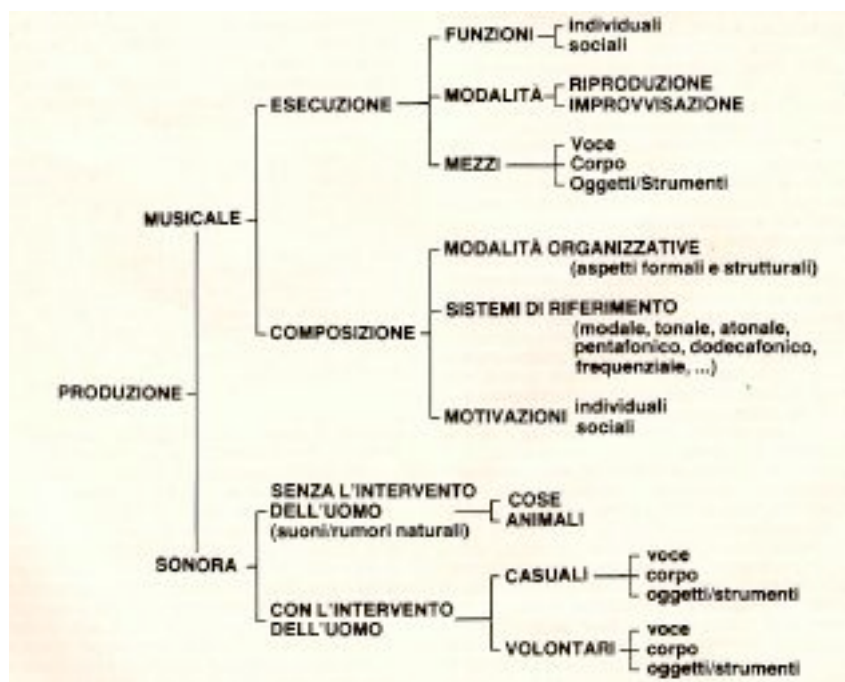 FUNZIONI
individuali
sociali
MODALITÀ
RIPRODUZIONE
IMPROVVISAZIONE
ESECUZIONE
MEZZI
Voce
Corpo
Oggetti/Strumenti
MUSICALE
MODALITÀ ORGANIZZATIVE
(aspetti formali e strutturali)
SISTEMI DI RIFERIMENTO
(modale, tonale, atonale,
pentafonico, dodecafonico,
frequenziale, ...)
COMPOSIZIONE
MOTIVAZIONI
individuali
sociali
PRODUZIONE
SENZA L'INTERVENTO
DELL'UOMO
(suoni/rumori naturali)
COSE
ANIMALI
SONORA
CON L'INTERVENTO
DELL'UOMO
CASUALI
voce
corpo
oggetti/strumenti
VOLONTARI
voce
corpo
oggetti/strumenti